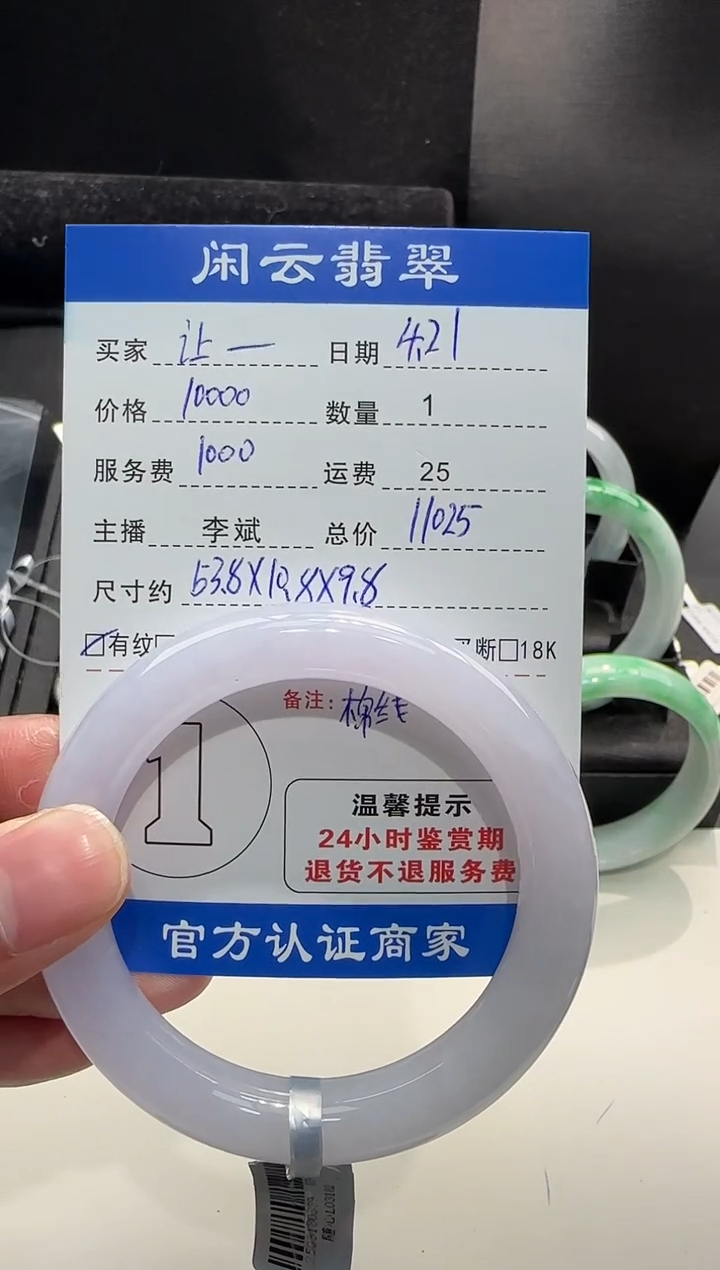 闲云翡翠
买家 让一 日期 4.21
价格 10000 数量 1
服务费 1000 运费 25
主播 李斌 总价 11025
尺寸约 53.8X10.8X9.8
有纹 断 18K
备注: 棉线
1
温馨提示
24小时鉴赏期
退货不退服务费
官方认证商家